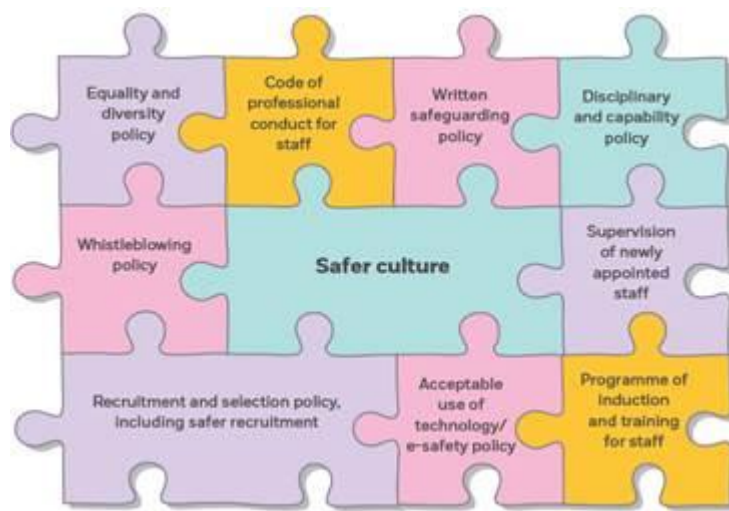 Equality and
diversity
policy
Code of
professional
conduct for
staff
Written
safeguarding
policy
Disciplinary
and capability
policy
Whistleblowing
policy
Safer culture
Supervision
of newly
appointed
staff
Recruitment and selection policy,
including safer recruitment
Acceptable
use of
technology/
e-safety policy
Programme of
induction
and training
for staff